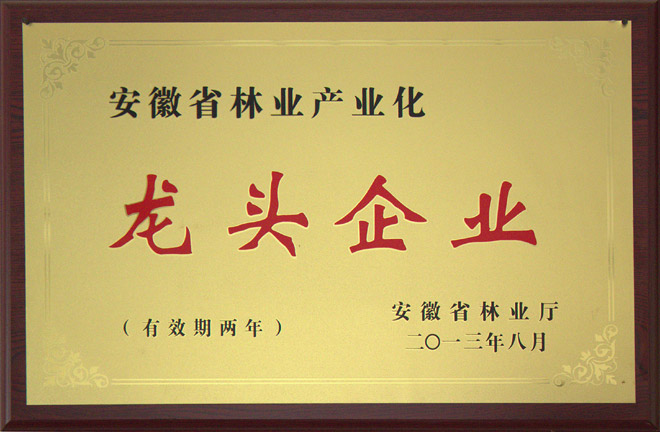 安徽省林业产业化
龙头企业
(有效期两年)
安徽省林业厅
二〇一三年八月